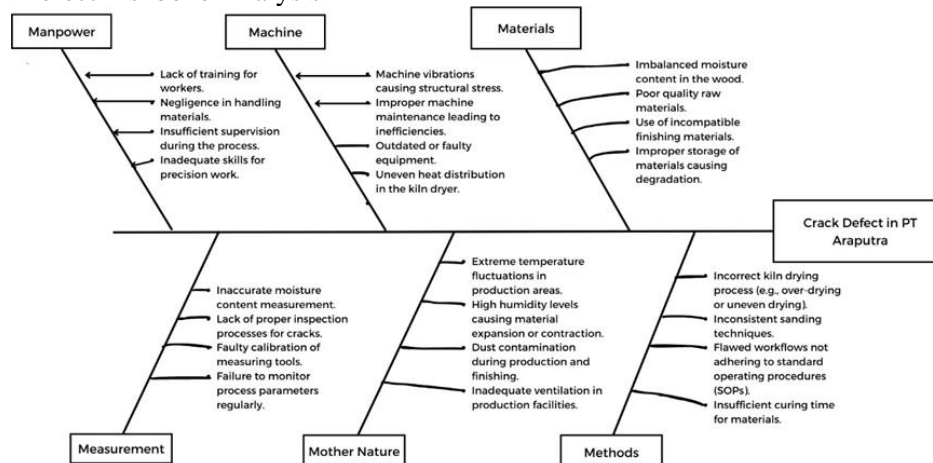 Manpower
Machine
Materials
• Lack of training for
workers.
• Negligence in handling
materials.
• Insufficient supervision
during the process.
• Inadequate skills for
precision work.
• Machine vibrations
causing structural stress.
• Improper machine
maintenance leading to
inefficiencies.
• Outdated or faulty
equipment.
• Uneven heat distribution
in the kiln dryer.
• Imbalanced moisture
content in the wood.
• Poor quality raw
materials.
• Use of incompatible
finishing materials.
• Improper storage of
materials causing
degradation.
Crack Defect in PT
Araputra
• Inaccurate moisture
content measurement.
• Lack of proper inspection
processes for cracks.
• Faulty calibration of
measuring tools.
• Failure to monitor
process parameters
regularly.
• Extreme temperature
fluctuations in
production areas.
• High humidity levels
causing material
expansion or contraction.
• Dust contamination
during production and
finishing.
• Inadequate ventilation in
production facilities.
• Incorrect kiln drying
process (e.g., over-drying
or uneven drying).
• Inconsistent sanding
techniques.
• Flawed workflows not
adhering to standard
operating procedures
(SOPs).
• Insufficient curing time
for materials.
Measurement
Mother Nature
Methods